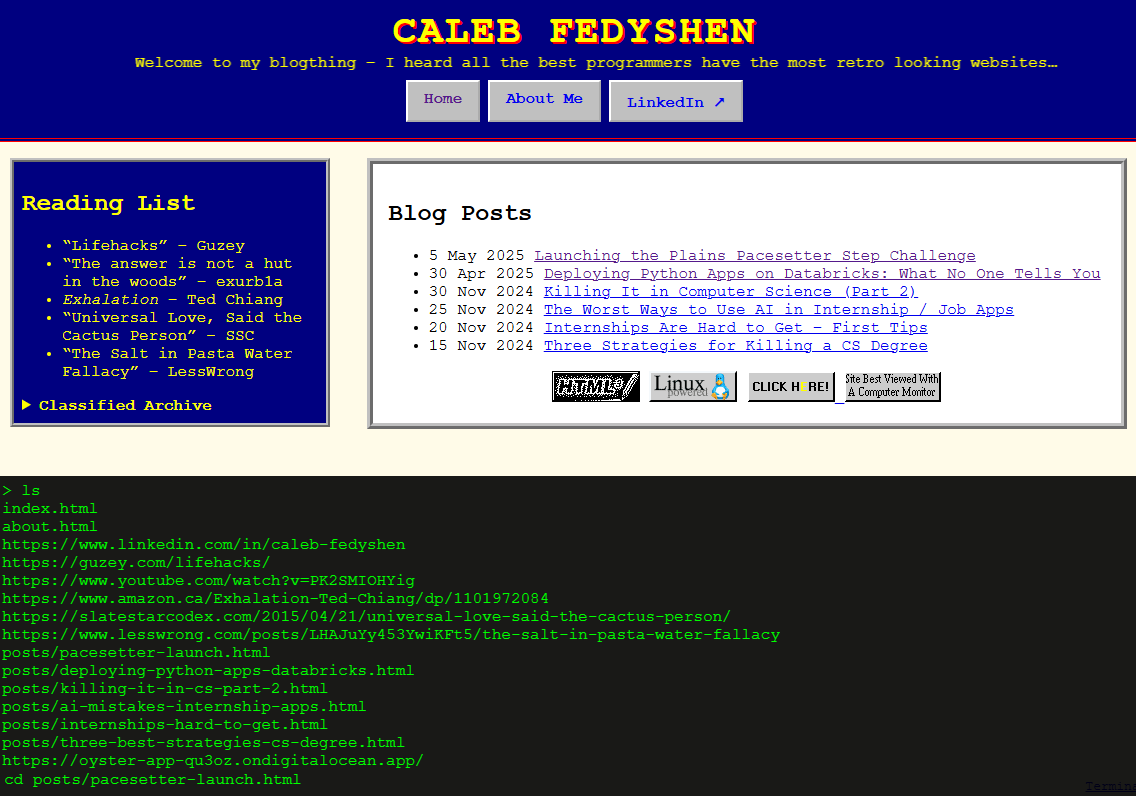 CALEB FEDYSHEN
Welcome to my blogthing – I heard all the best programmers have the most retro looking websites…
Home
About Me
LinkedIn ↗
Reading List
• “Lifehacks” – Guzey
• “The answer is not a hut
in the woods” – exurb1a
• Exhalation – Ted Chiang
• “Universal Love, Said the
Cactus Person” – SSC
• “The Salt in Pasta Water
Fallacy” – LessWrong
▶ Classified Archive
Blog Posts
• 5 May 2025 Launching the Plains Pacesetter Step Challenge
• 30 Apr 2025 Deploying Python Apps on Databricks: What No One Tells You
• 30 Nov 2024 Killing It in Computer Science (Part 2)
• 25 Nov 2024 The Worst Ways to Use AI in Internship / Job Apps
• 20 Nov 2024 Internships Are Hard to Get – First Tips
• 15 Nov 2024 Three Strategies for Killing a CS Degree
HTML
Linux
powered
CLICK HERE!
Site Best Viewed With
A Computer Monitor
> ls
index.html
about.html
https://www.linkedin.com/in/caleb-fedyshen
https://guzey.com/lifehacks/
https://www.youtube.com/watch?v=PK2SMIOHYig
https://www.amazon.ca/Exhalation-Ted-Chiang/dp/1101972084
https://slatestarcodex.com/2015/04/21/universal-love-said-the-cactus-person/
https://www.lesswrong.com/posts/LHAJuYy453YwiKFt5/the-salt-in-pasta-water-fallacy
posts/pacesetter-launch.html
posts/deploying-python-apps-databricks.html
posts/killing-it-in-cs-part-2.html
posts/ai-mistakes-internship-apps.html
posts/internships-hard-to-get.html
posts/three-best-strategies-cs-degree.html
https://oyster-app-qu3oz.ondigitalocean.app/
cd posts/pacesetter-launch.html